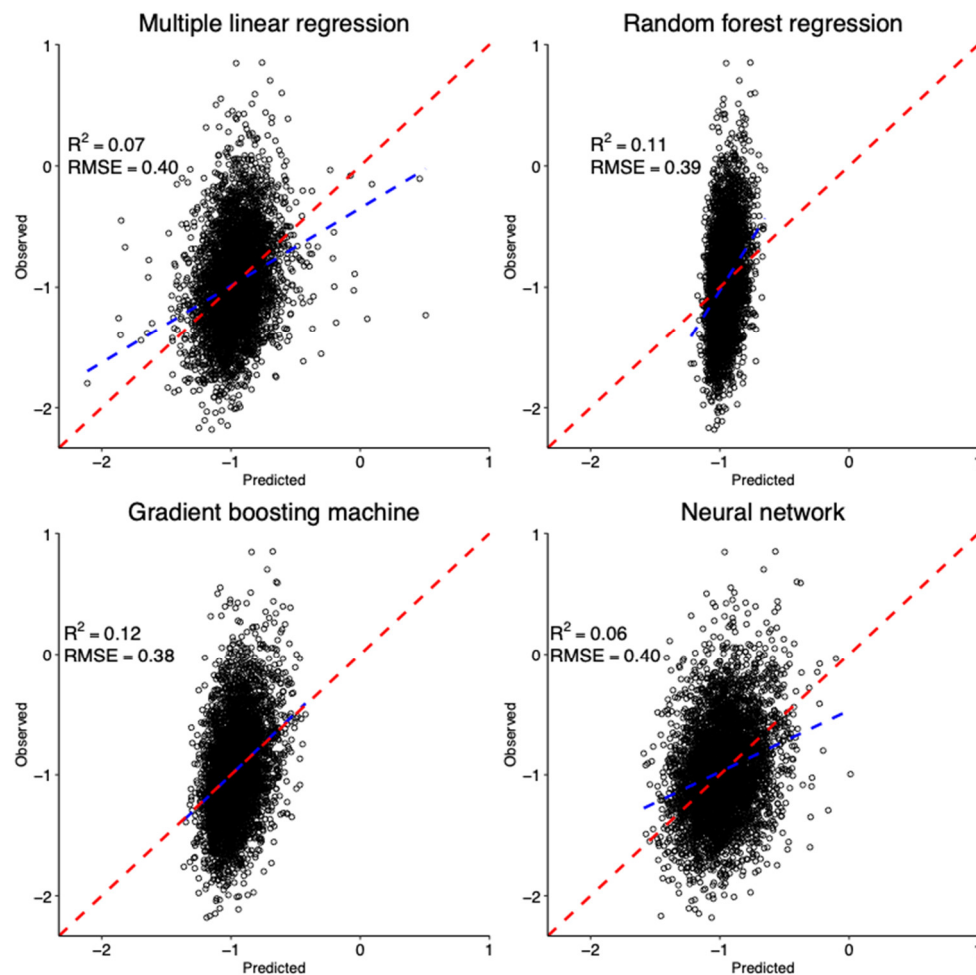 Multiple linear regression
1
0
−1
−2
R² = 0.07
RMSE = 0.40
Observed
−2
−1
0
1
Predicted
Random forest regression
1
0
−1
−2
R² = 0.11
RMSE = 0.39
Observed
−2
−1
0
1
Predicted
Gradient boosting machine
1
0
−1
−2
R² = 0.12
RMSE = 0.38
Observed
−2
−1
0
1
Predicted
Neural network
1
0
−1
−2
R² = 0.06
RMSE = 0.40
Observed
−2
−1
0
1
Predicted